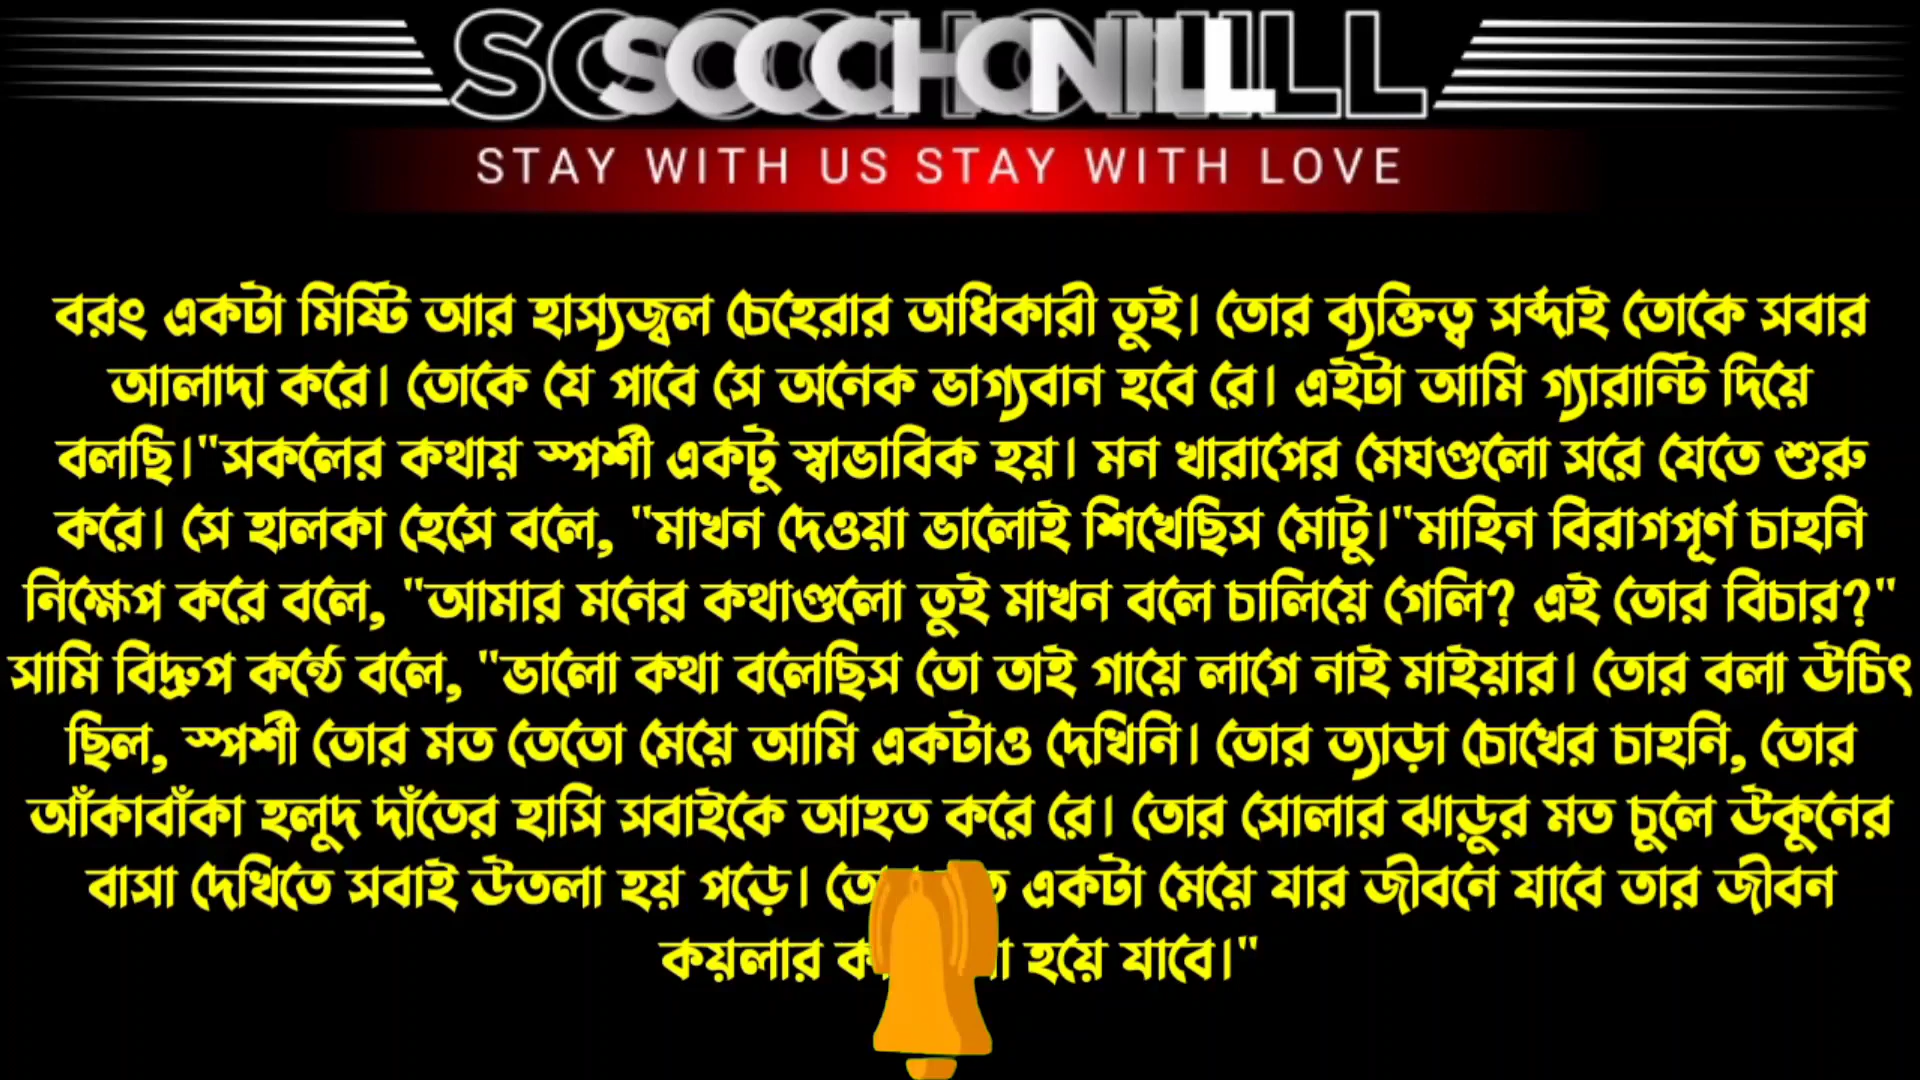 STAY WITH US STAY WITH LOVE
বরং একটা মিষ্টি আর হাস্যজ্বল চেহেরার অধিকারী তুই। তোর ব্যক্তিত্ব সর্ব্দাই তোকে সবার
আলাদা করে। তোকে যে পাবে সে অনেক ভাগ্যবান হবে রে। এইটা আমি গ্যারান্টি দিয়ে
বলছি।"সকলের কথায় স্পর্শী একটু স্বাভাবিক হয়। মন খারাপের মেঘগুলো সরে যেতে শুরু
করে। সে হালকা হেসে বলে, "মাখন দেওয়া ভালোই শিখেছিস মোটু।"মাহিন বিরাগপূর্ণ চাহনি
নিক্ষেপ করে বলে, "আমার মনের কথাগুলো তুই মাখন বলে চালিয়ে গেলি? এই তোর বিচার?"
সামি বিদ্রুপ কন্ঠে বলে, "ভালো কথা বলেছিস তো তাই গায়ে লাগে নাই মাইয়ার। তোর বলা উচিৎ
ছিল, স্পর্শী তোর মত তেতো মেয়ে আমি একটাও দেখিনি। তোর ত্যাড়া চোখের চাহনি, তোর
আঁকাবাঁকা হলুদ দাঁতের হাসি সবাইকে আহত করে রে। তোর সোলার ঝাড়ুর মত চুলে উকুনের
বাসা দেখিতে সবাই উতলা হয় পড়ে। একটা মেয়ে যার জীবনে যাবে তার জীবন
কয়লার হয়ে যাবে।"